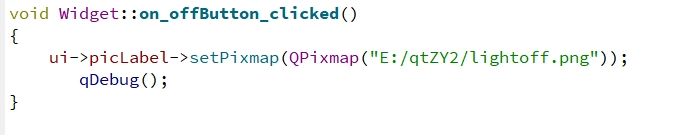 void Widget::on_offButton_clicked()
{
ui->picLabel->setPixmap(QPixmap("E:/qtZY2/lightoff.png"));
qDebug();
}